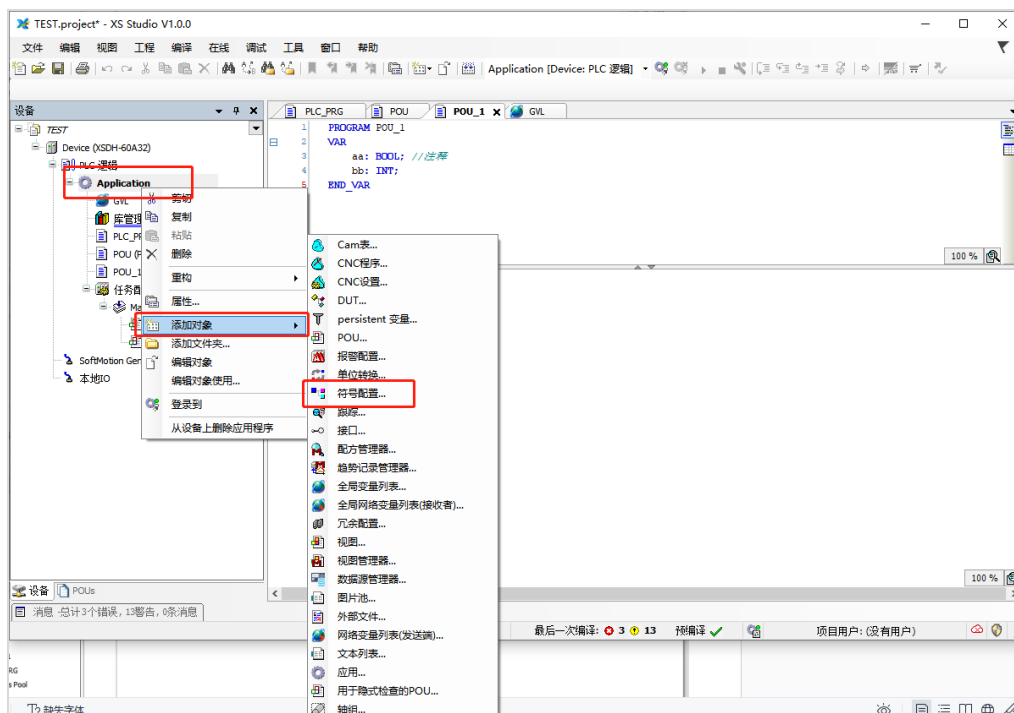 TEST.project* - XS Studio V1.0.0
文件 编辑 视图 工程 编译 在线 调试 工具 窗口 帮助
Application [Device: PLC 逻辑]
设备
PLC_PRG POU POU_1 GVL
TEST
Device (XSDH-60A32)
PLC 逻辑
Application
GVL
库管理
PLC_PR
POU (P
POU_1
任务配
Ma
SoftMotion Gen
本地IO
1 PROGRAM POU_1
2 VAR
3 aa: BOOL; //注释
4 bb: INT;
5 END_VAR
100 %
剪切
复制
粘贴
删除
重构
属性...
添加对象
添加文件夹...
编辑对象
编辑对象使用...
登录到
从设备上删除应用程序
Cam表...
CNC程序...
CNC设置...
DUT...
persistent 变量...
POU...
报警配置...
单位转换...
符号配置...
跟踪...
接口...
配方管理器...
趋势记录管理器...
全局变量列表...
全局网络变量列表(接收者)...
冗余配置...
视图...
视图管理器...
数据源管理器...
图片池...
外部文件...
网络变量列表(发送端)...
文本列表...
应用...
用于隐式检查的POU...
轴组...
100 %
设备 POUs
消息 -总计3个错误, 13警告, 0条消息
最后一次编译: 3 13 预编译 项目用户: (没有用户)
RG
s Pool
缺失字体